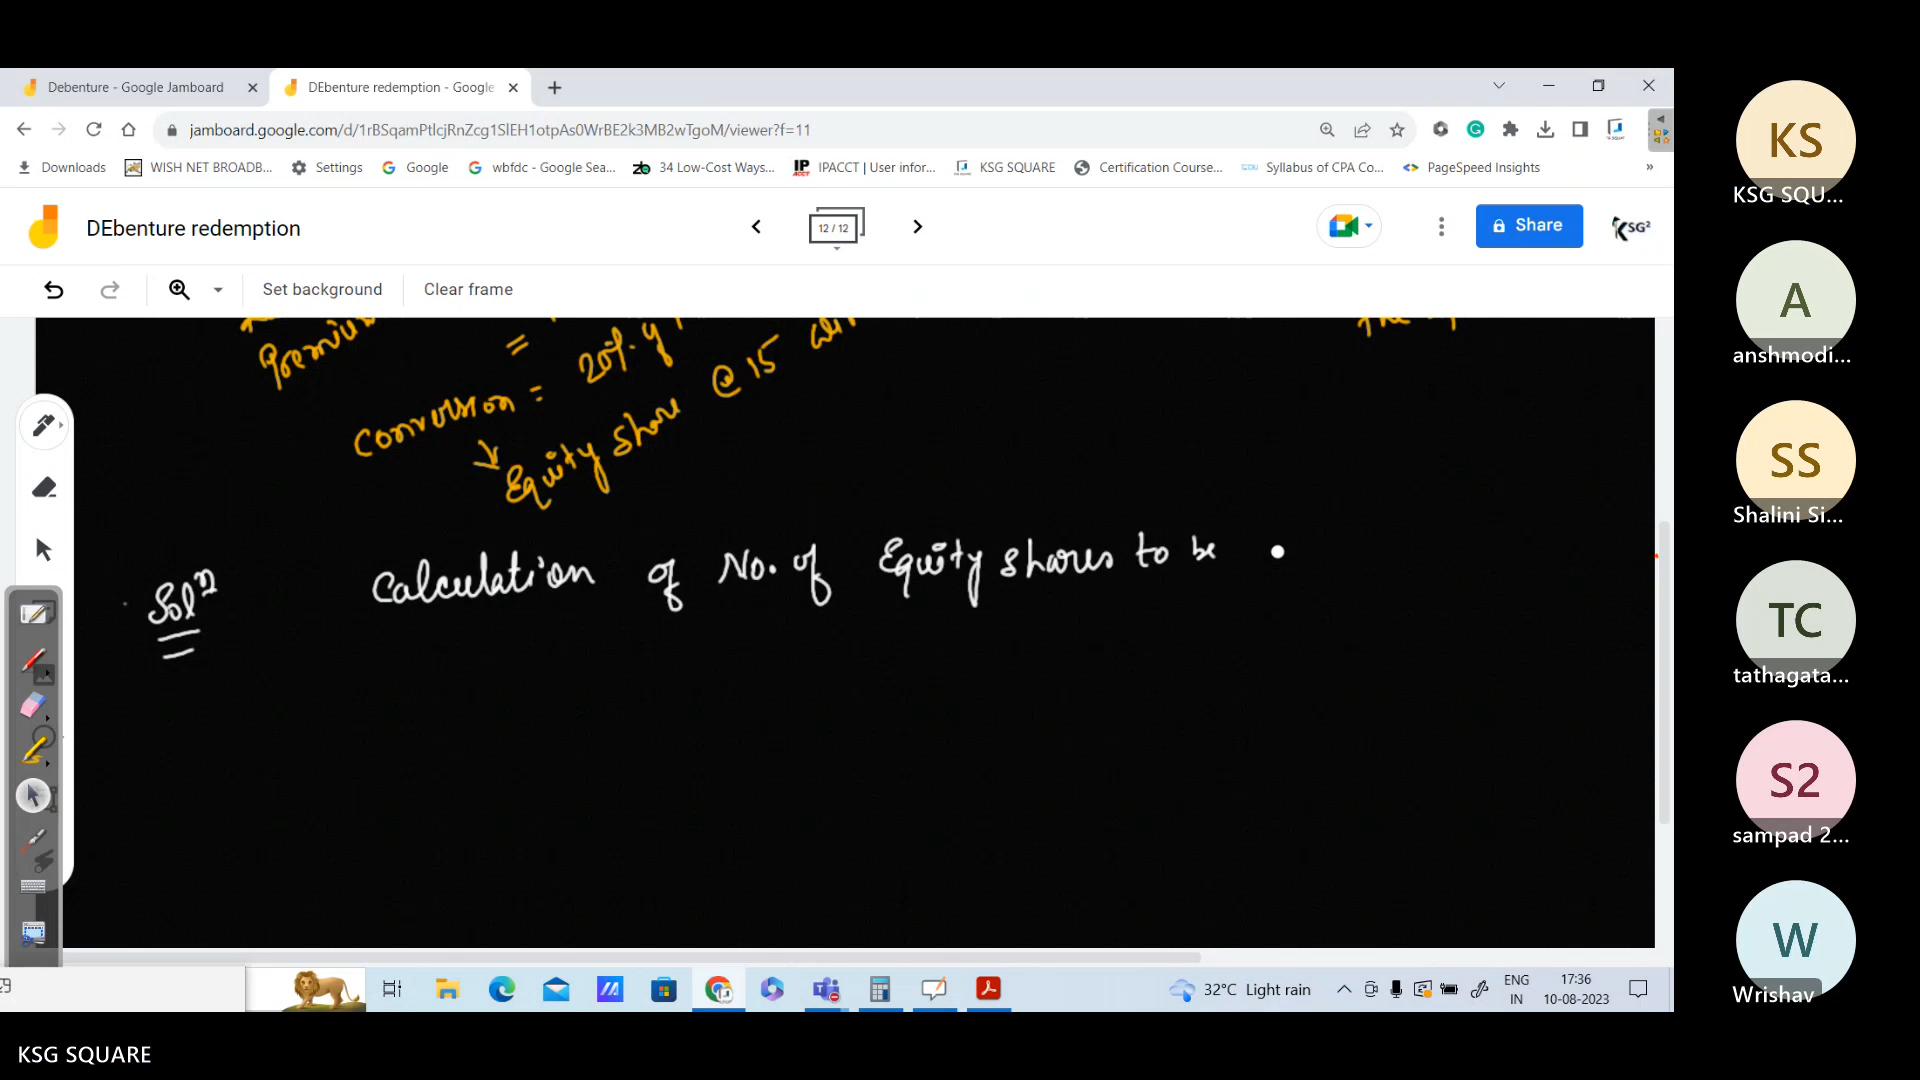 Debenture - Google Jamboard
DEbenture redemption - Google
jamboard.google.com/d/1rBSqamPtlcjRnZcg1SlEH1otpAs0WrBE2k3MB2wTgoM/viewer?f=11
Downloads WISH NET BROADB... Settings Google wbfdc - Google Sea... 34 Low-Cost Ways... IPACCT | User infor... KSG SQUARE Certification Course... Syllabus of CPA Co... PageSpeed Insights »
DEbenture redemption
12 / 12
Share
KSG²
Set background
Clear frame
Premium
= 20%
Conversion =
Equity share @ 15
Solⁿ
Calculation of No. of Equity shares to be
32°C Light rain
ENG
IN
17:36
10-08-2023
KS
KSG SQU...
A
anshmodi...
SS
Shalini Si...
TC
tathagata...
S2
sampad 2...
W
Wrishav
KSG SQUARE